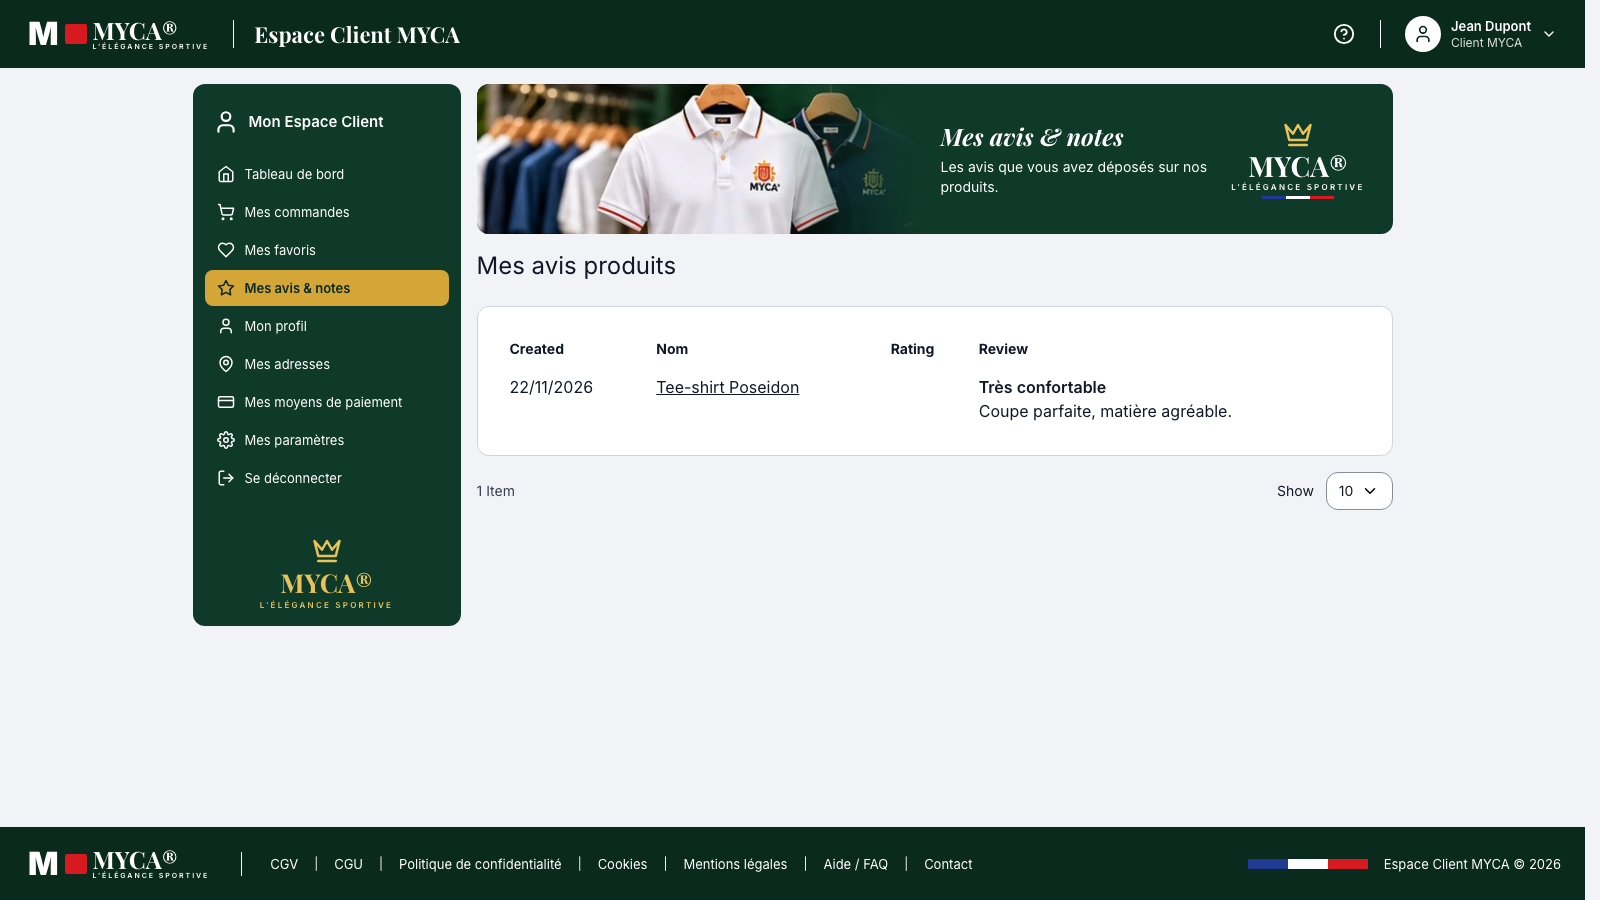 M MYCA®
L'ÉLÉGANCE SPORTIVE
Espace Client MYCA
Jean Dupont
Client MYCA
Mon Espace Client
Tableau de bord
Mes commandes
Mes favoris
Mes avis & notes
Mon profil
Mes adresses
Mes moyens de paiement
Mes paramètres
Se déconnecter
MYCA®
L'ÉLÉGANCE SPORTIVE
MYCA
MYCA
Mes avis & notes
Les avis que vous avez déposés sur nos
produits.
MYCA®
L'ÉLÉGANCE SPORTIVE
Mes avis produits
Created Nom Rating Review
22/11/2026 Tee-shirt Poseidon Très confortable
Coupe parfaite, matière agréable.
1 Item
Show 10
M MYCA®
L'ÉLÉGANCE SPORTIVE
CGV | CGU | Politique de confidentialité | Cookies | Mentions légales | Aide / FAQ | Contact
Espace Client MYCA © 2026